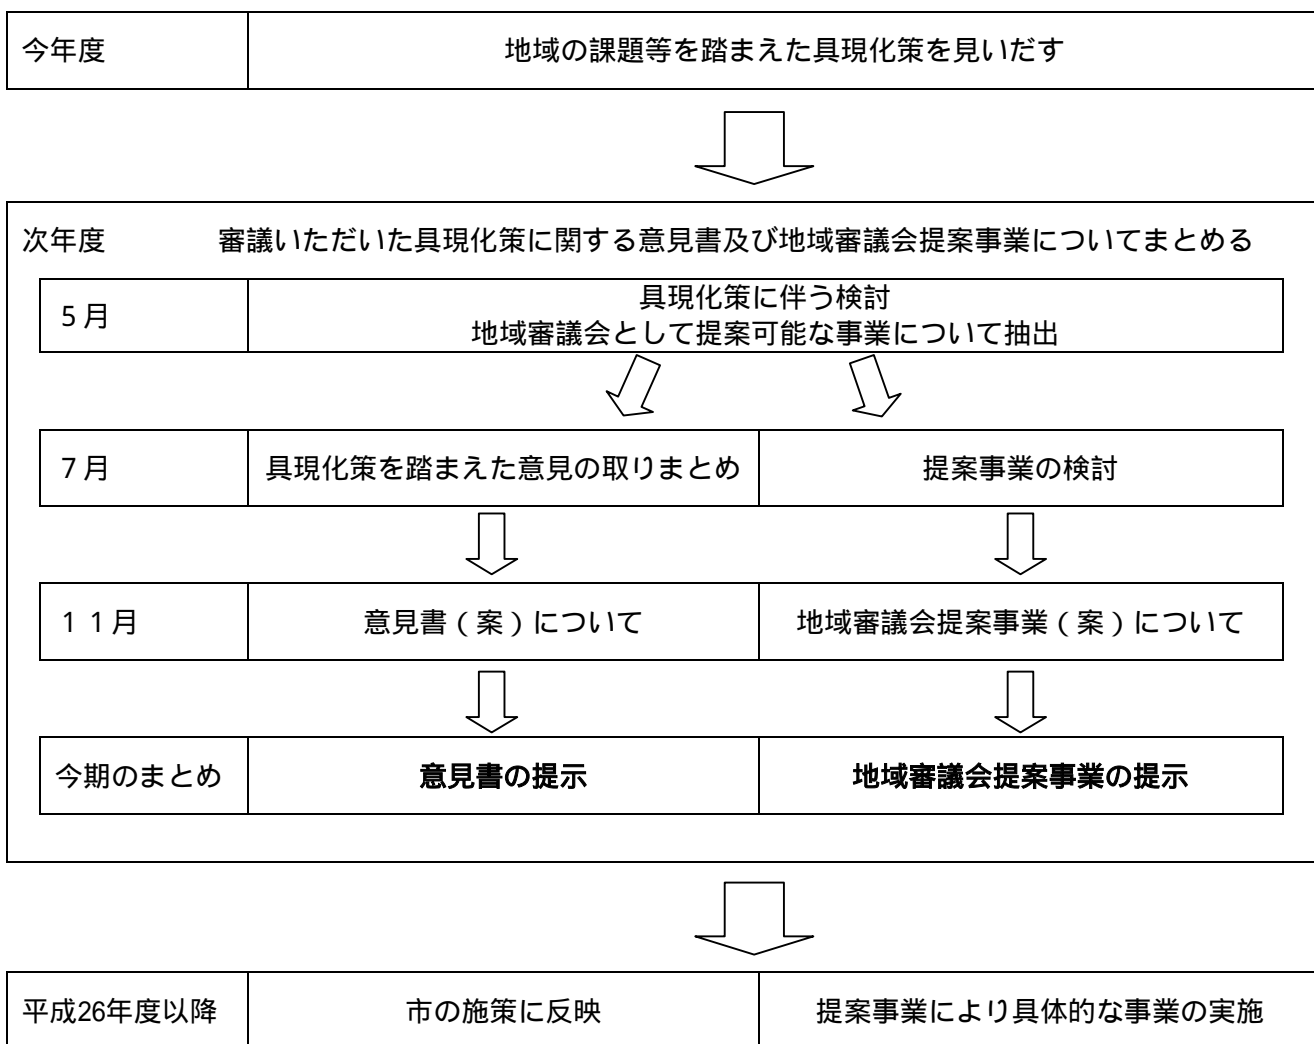 今年度 地域の課題等を踏まえた具現化策を見いだす
次年度 審議いただいた具現化策に関する意見書及び地域審議会提案事業についてまとめる
5月 具現化策に伴う検討
地域審議会として提案可能な事業について抽出
7月 具現化策を踏まえた意見の取りまとめ 提案事業の検討
11月 意見書(案)について 地域審議会提案事業(案)について
今期のまとめ 意見書の提示 地域審議会提案事業の提示
平成26年度以降 市の施策に反映 提案事業により具体的な事業の実施